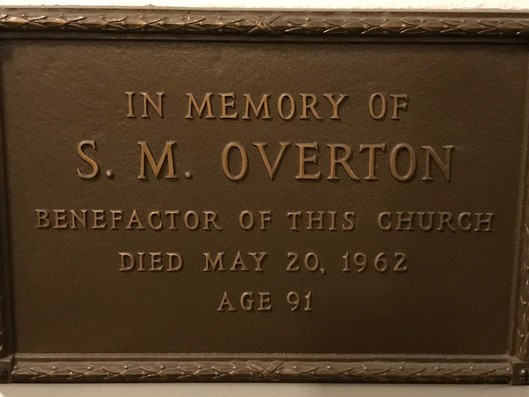 IN MEMORY OF
S. M. OVERTON
BENEFACTOR OF THIS CHURCH
DIED MAY 20, 1962
AGE 91